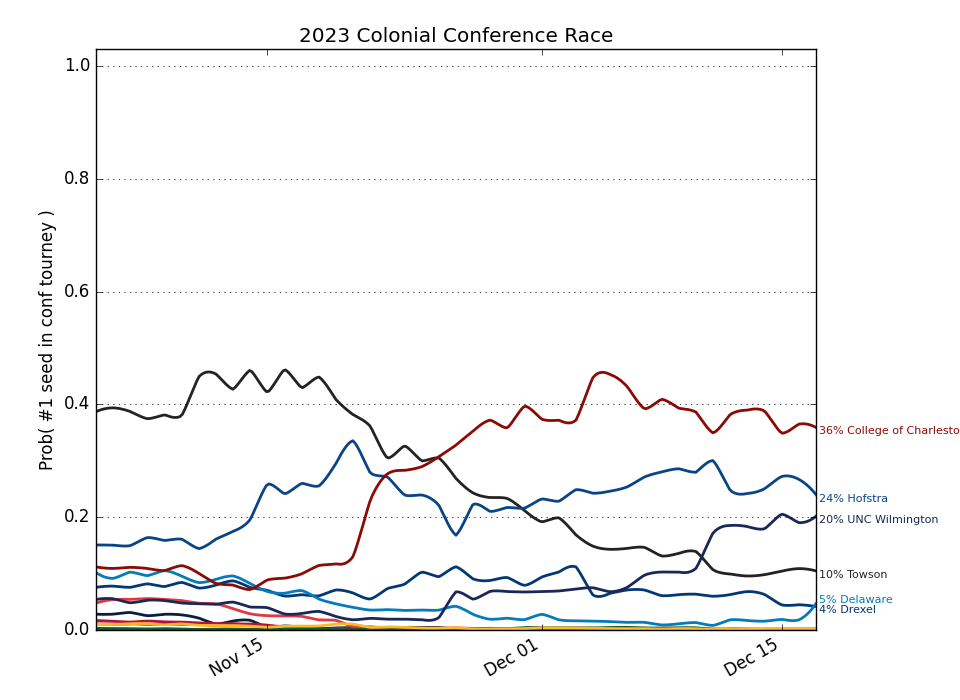 2023 Colonial Conference Race
Prob( #1 seed in conf tourney )
1.0
0.8
0.6
0.4
0.2
0.0
Nov 15
Dec 01
Dec 15
36% College of Charlesto
24% Hofstra
20% UNC Wilmington
10% Towson
5% Delaware
4% Drexel